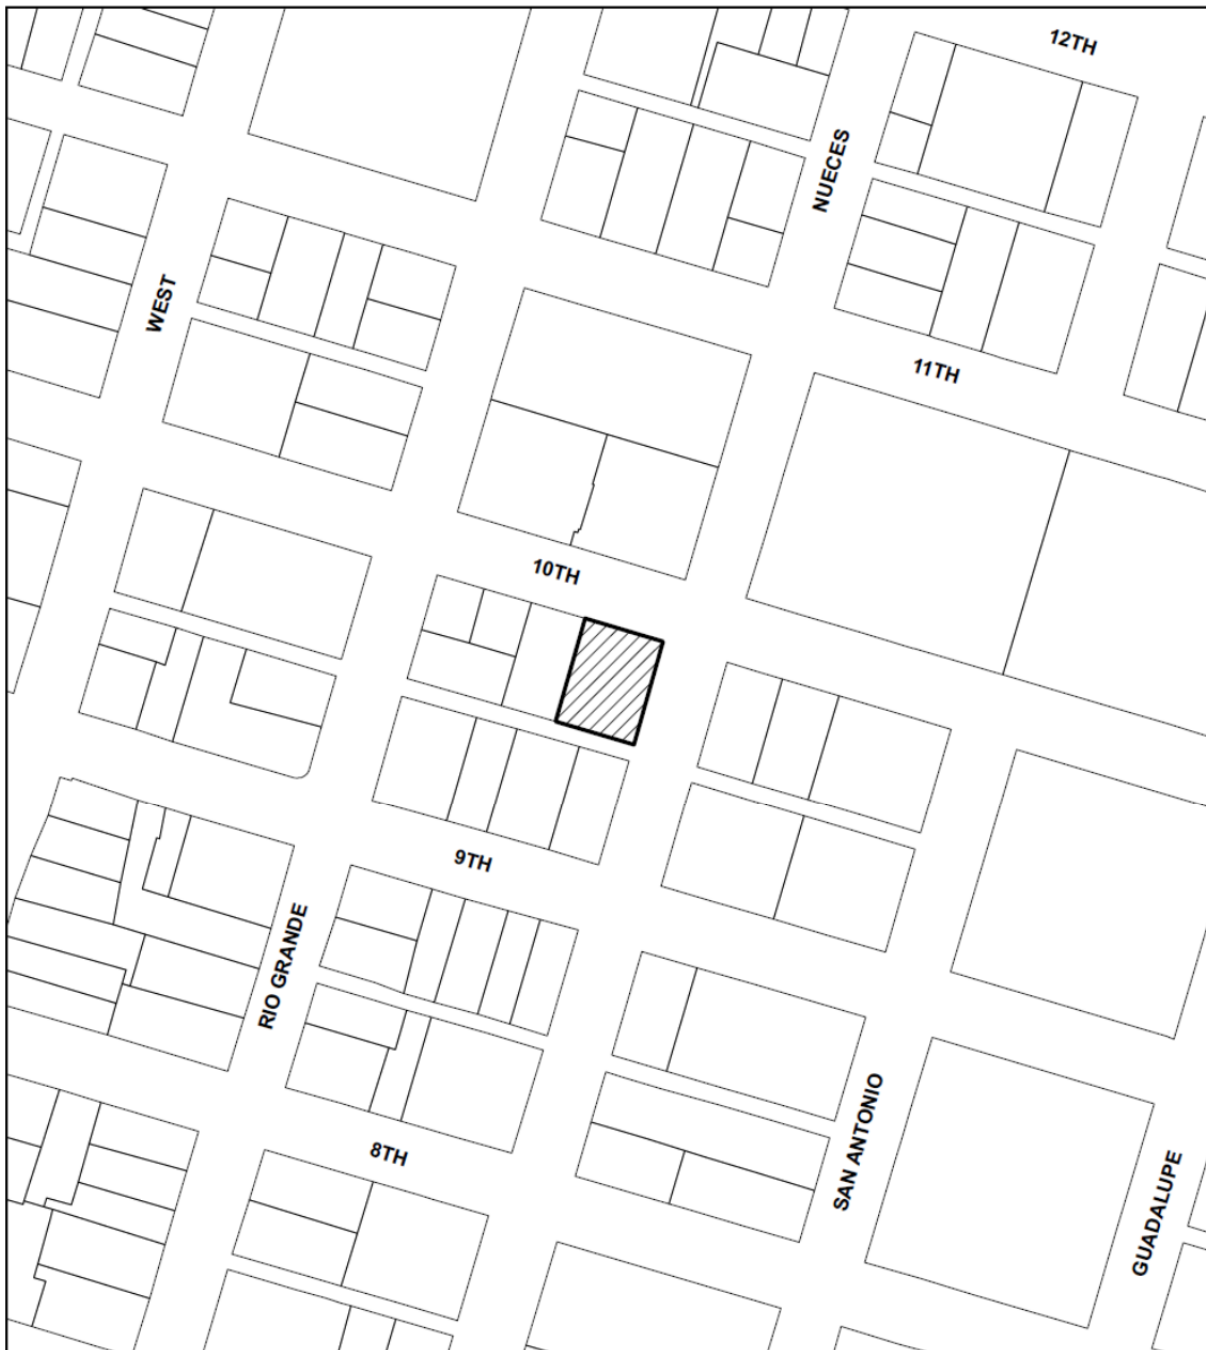 12TH
NUECES
WEST
11TH
10TH
9TH
RIO GRANDE
8TH
SAN ANTONIO
GUADALUPE